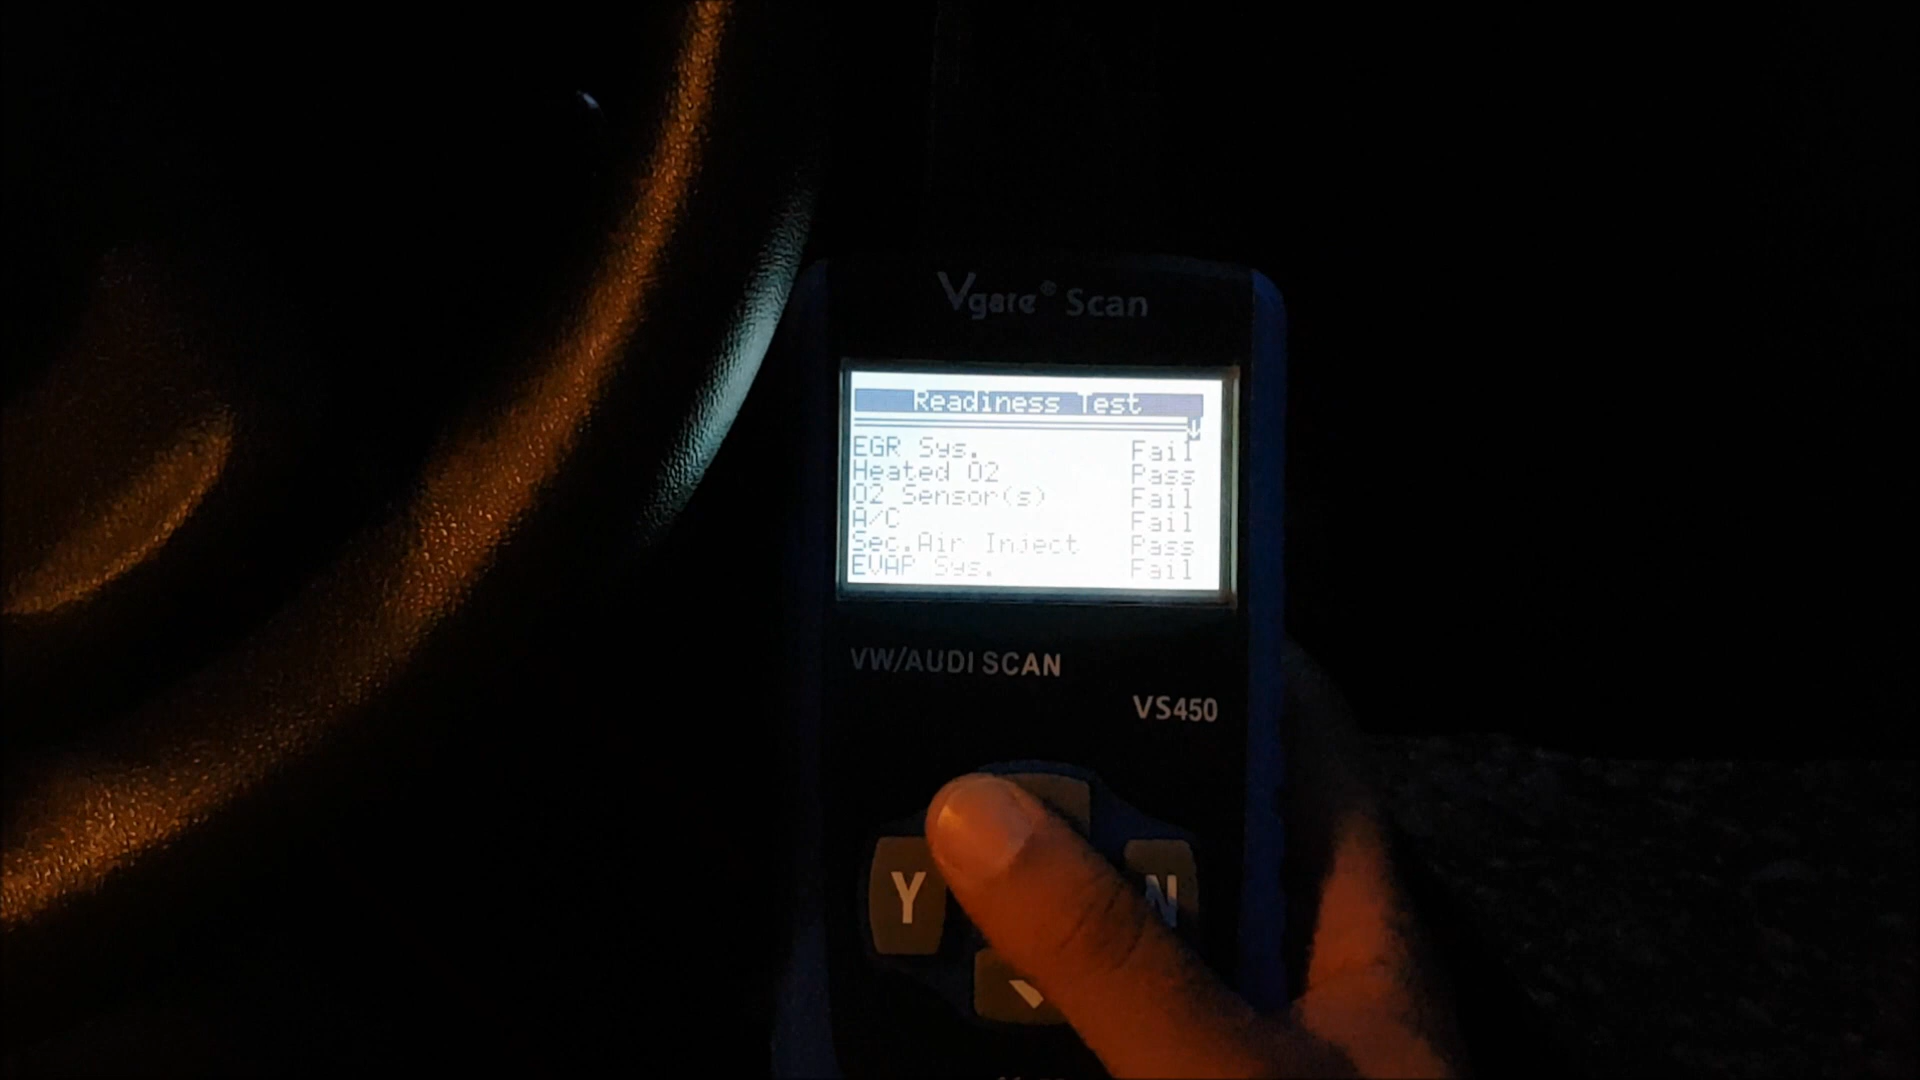 Vgate® Scan
Readiness Test
↓
EGR Sys. Fail
Heated O2 Pass
O2 Sensor(s) Fail
A/C Fail
Sec.Air Inject Pass
EVAP Sys. Fail
VW/AUDI SCAN
VS450
Y
N